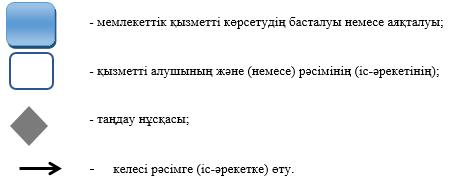 - мемлекеттік қызметті көрсетудің басталуы немесе аяқталуы;
- қызметті алушының және (немесе) рәсімінің (іс-әрекетінің);
- таңдау нұсқасы;
- келесі рәсімге (іс-әрекетке) өту.